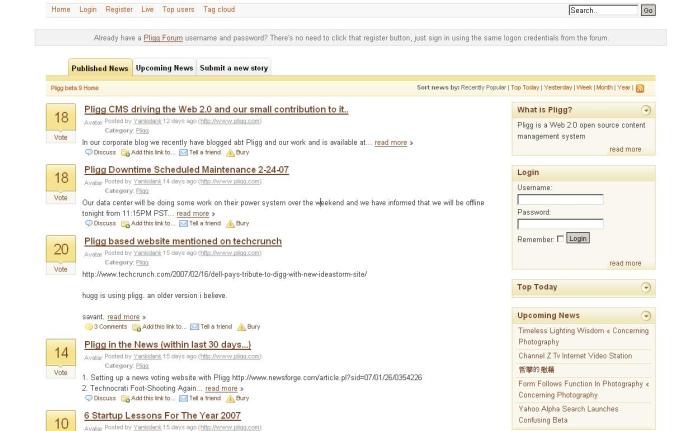 Home Login Register Live Top users Tag cloud
Search.. Go
Already have a Pligg Forum username and password? There's no need to click that register button, just sign in using the same logon credentials from the forum.
Published News Upcoming News Submit a new story
Pligg beta 9 Home
Sort news by: Recently Popular | Top Today | Yesterday | Week | Month | Year |
18
Vote
Pligg CMS driving the Web 2.0 and our small contribution to it..
Avatar Posted by Yankidank 12 days ago (http://www.pligg.com)
Category: Pligg
In our corporate blog we recently have blogged abt Pligg and our work and is available at... read more »
Discuss Add this link to... Tell a friend Bury
18
Vote
Pligg Downtime Scheduled Maintenance 2-24-07
Avatar Posted by Yankidank 14 days ago (http://www.pligg.com)
Category: Pligg
Our data center will be doing some work on their power system over the weekend and we have informed that we will be offline
tonight from 11:15PM PST... read more »
Discuss Add this link to... Tell a friend Bury
20
Vote
Pligg based website mentioned on techcrunch
Avatar Posted by Yankidank 15 days ago (http://www.pligg.com)
Category: Pligg
http://www.techcrunch.com/2007/02/16/dell-pays-tribute-to-digg-with-new-ideastorm-site/
hugg is using pligg. an older version i believe.
savant. read more »
3 Comments Add this link to... Tell a friend Bury
14
Vote
Pligg in the News (within last 30 days...)
Avatar Posted by Yankidank 15 days ago (http://www.pligg.com)
Category: Pligg
1. Setting up a news voting website with Pligg http://www.newsforge.com/article.pl?sid=07/01/26/0354226
2. Technocrati Foot-Shooting Again... read more »
Discuss Add this link to... Tell a friend Bury
10
6 Startup Lessons For The Year 2007
Avatar Posted by Yankidank 15 days ago (http://www.pligg.com)
What is Pligg?
Pligg is a Web 2.0 open source content
management system
read more
Login
Username:
Password:
Remember: Login
read more
Top Today
Upcoming News
Timeless Lighting Wisdom « Concerning
Photography
Channel Z Tv Internet Video Station
Form Follows Function In Photography «
Concerning Photography
Yahoo Alpha Search Launches
Confusing Beta